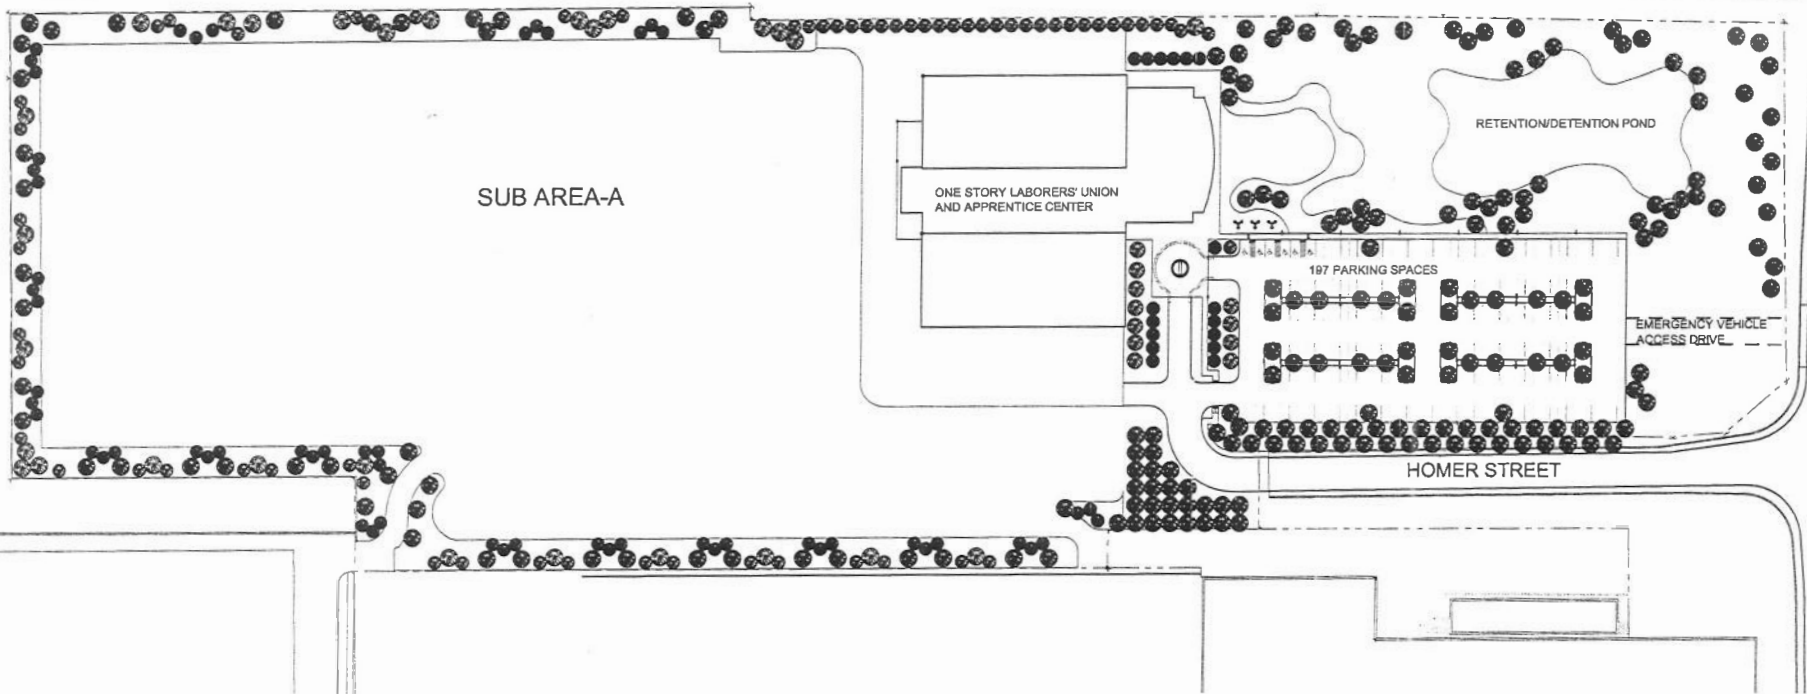 SUB AREA-A
ONE STORY LABORERS' UNION
AND APPRENTICE CENTER
RETENTION/DETENTION POND
197 PARKING SPACES
EMERGENCY VEHICLE
ACCESS DRIVE
HOMER STREET